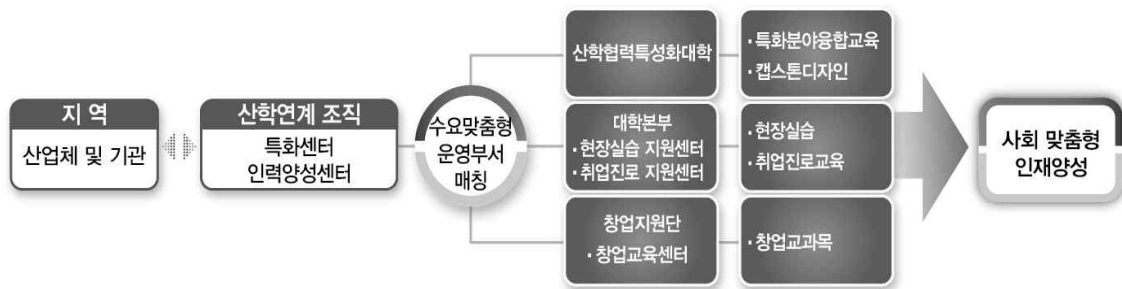 지 역
산업체 및 기관
산학연계 조직
특화센터
인력양성센터
수요맞춤형
운영부서
매칭
산학협력특성화대학
· 특화분야융합교육
· 캡스톤디자인
대학본부
· 현장실습 지원센터
· 취업진로 지원센터
· 현장실습
· 취업진로교육
창업지원단
· 창업교육센터
· 창업교과목
사회 맞춤형
인재양성